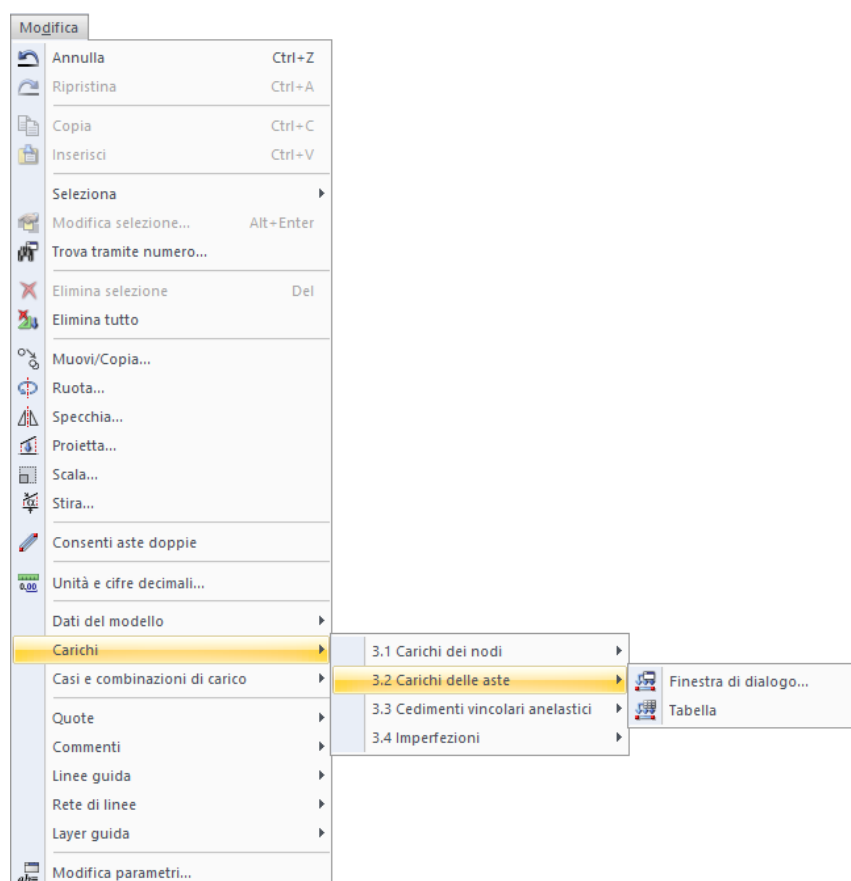 Modifica
Annulla Ctrl+Z
Ripristina Ctrl+A
Copia Ctrl+C
Inserisci Ctrl+V
Seleziona
Modifica selezione... Alt+Enter
Trova tramite numero...
Elimina selezione Del
Elimina tutto
Muovi/Copia...
Ruota...
Specchia...
Proietta...
Scala...
Stira...
Consenti aste doppie
0,00 Unità e cifre decimali...
Dati del modello
Carichi
3.1 Carichi dei nodi
Casi e combinazioni di carico
3.2 Carichi delle aste
Finestra di dialogo...
3.3 Cedimenti vincolari anelastici
Tabella
Quote
3.4 Imperfezioni
Commenti
Linee guida
Rete di linee
Layer guida
Modifica parametri...